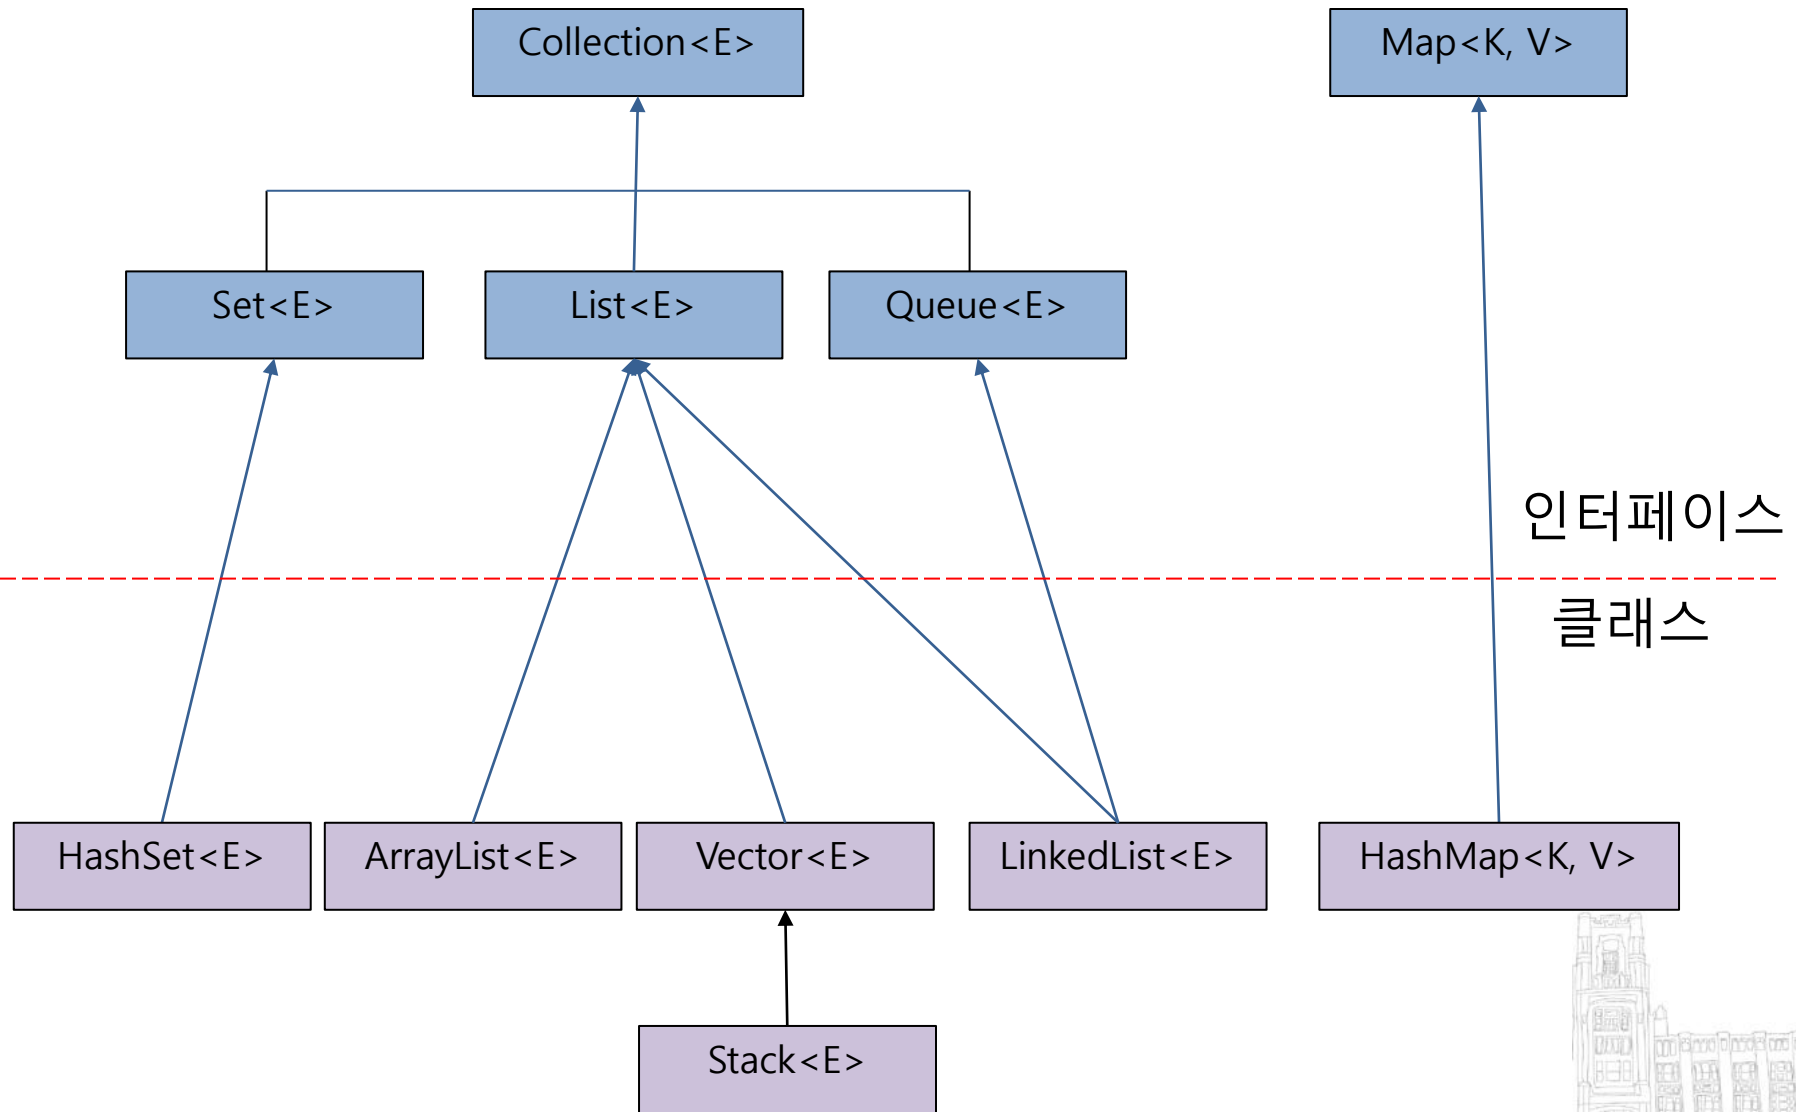 Collection<E>
Map<K, V>
Set<E>
List<E>
Queue<E>
인터페이스
클래스
HashSet<E>
ArrayList<E>
Vector<E>
LinkedList<E>
HashMap<K, V>
Stack<E>